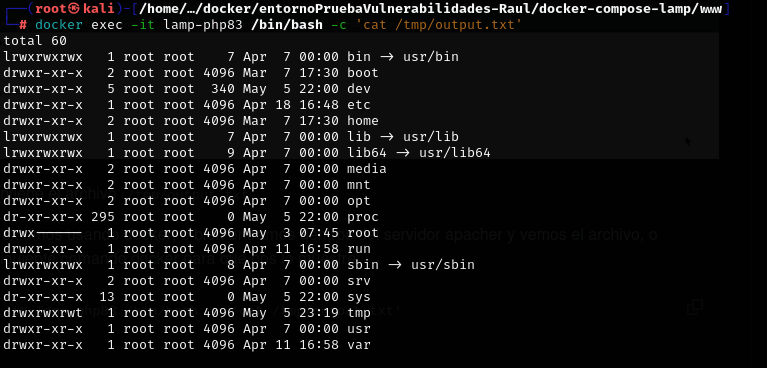 (root㉿kali)-[/home/…/docker/entornoPruebaVulnerabilidades-Raul/docker-compose-lamp/www]
# docker exec -it lamp-php83 /bin/bash -c 'cat /tmp/output.txt'
total 60
lrwxrwxrwx   1 root root    7 Apr  7 00:00 bin -> usr/bin
drwxr-xr-x   2 root root 4096 Mar  7 17:30 boot
drwxr-xr-x   5 root root  340 May  5 22:00 dev
drwxr-xr-x   1 root root 4096 Apr 18 16:48 etc
drwxr-xr-x   2 root root 4096 Mar  7 17:30 home
lrwxrwxrwx   1 root root    7 Apr  7 00:00 lib -> usr/lib
lrwxrwxrwx   1 root root    9 Apr  7 00:00 lib64 -> usr/lib64
drwxr-xr-x   2 root root 4096 Apr  7 00:00 media
drwxr-xr-x   2 root root 4096 Apr  7 00:00 mnt
drwxr-xr-x   2 root root 4096 Apr  7 00:00 opt
dr-xr-xr-x 295 root root    0 May  5 22:00 proc
drwx------   1 root root 4096 May  3 07:45 root
drwxr-xr-x   1 root root 4096 Apr 11 16:58 run
lrwxrwxrwx   1 root root    8 Apr  7 00:00 sbin -> usr/sbin
drwxr-xr-x   2 root root 4096 Apr  7 00:00 srv
dr-xr-xr-x  13 root root    0 May  5 22:00 sys
drwxrwxrwt   1 root root 4096 May  5 23:19 tmp
drwxr-xr-x   1 root root 4096 Apr  7 00:00 usr
drwxr-xr-x   1 root root 4096 Apr 11 16:58 var
servidor apacher y vemos el archivo, o